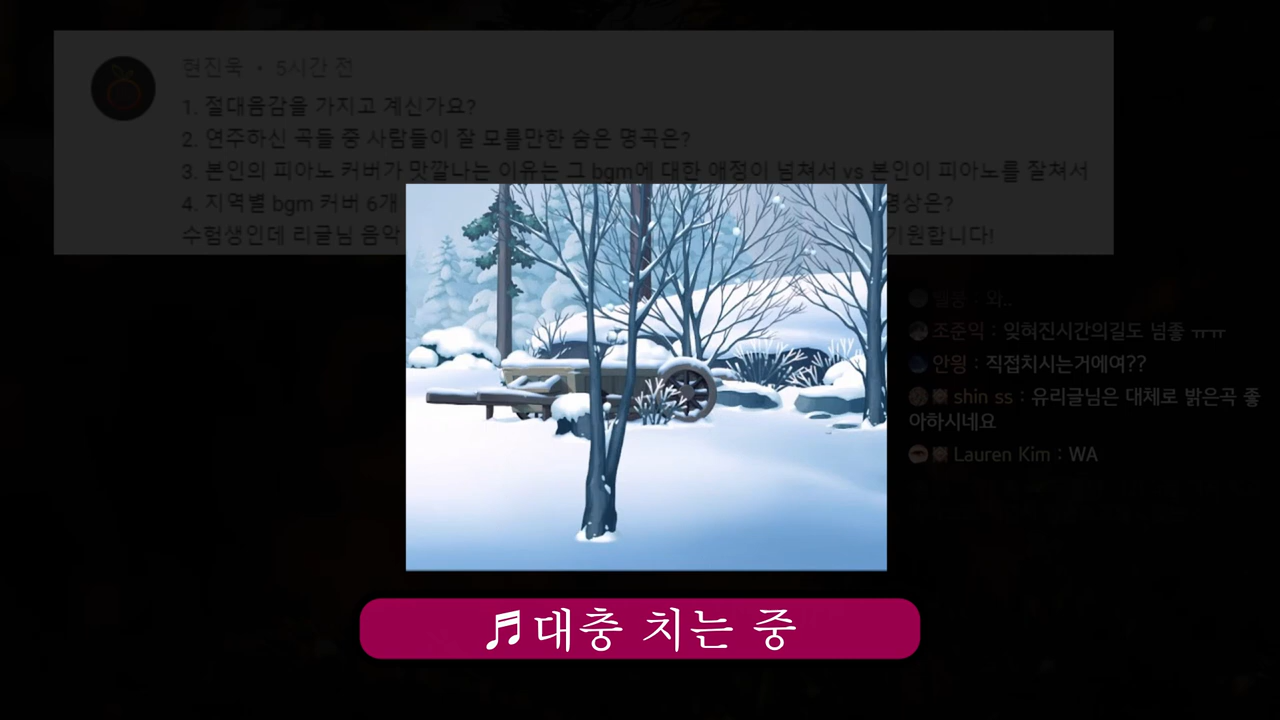 현진욱 • 5시간 전
1. 절대음감을 가지고 계신가요?
2. 연주하신 곡들 중 사람들이 잘 모를만한 숨은 명곡은?
3. 본인의 피아노 커버가 맛깔나는 이유는 그 bgm에 대한 애정이 넘쳐서 vs 본인이 피아노를 잘쳐서
4. 지역별 bgm 커버 6개 영상은?
수험생인데 리글님 음악 기원합니다!
와..
조준익 : 잊혀진시간의길도 넘좋 ㅠㅠ
안윙 : 직접치시는거에여??
shin ss : 유리글님은 대체로 밝은곡 좋
아하시네요
Lauren Kim : WA
♬대충 치는 중